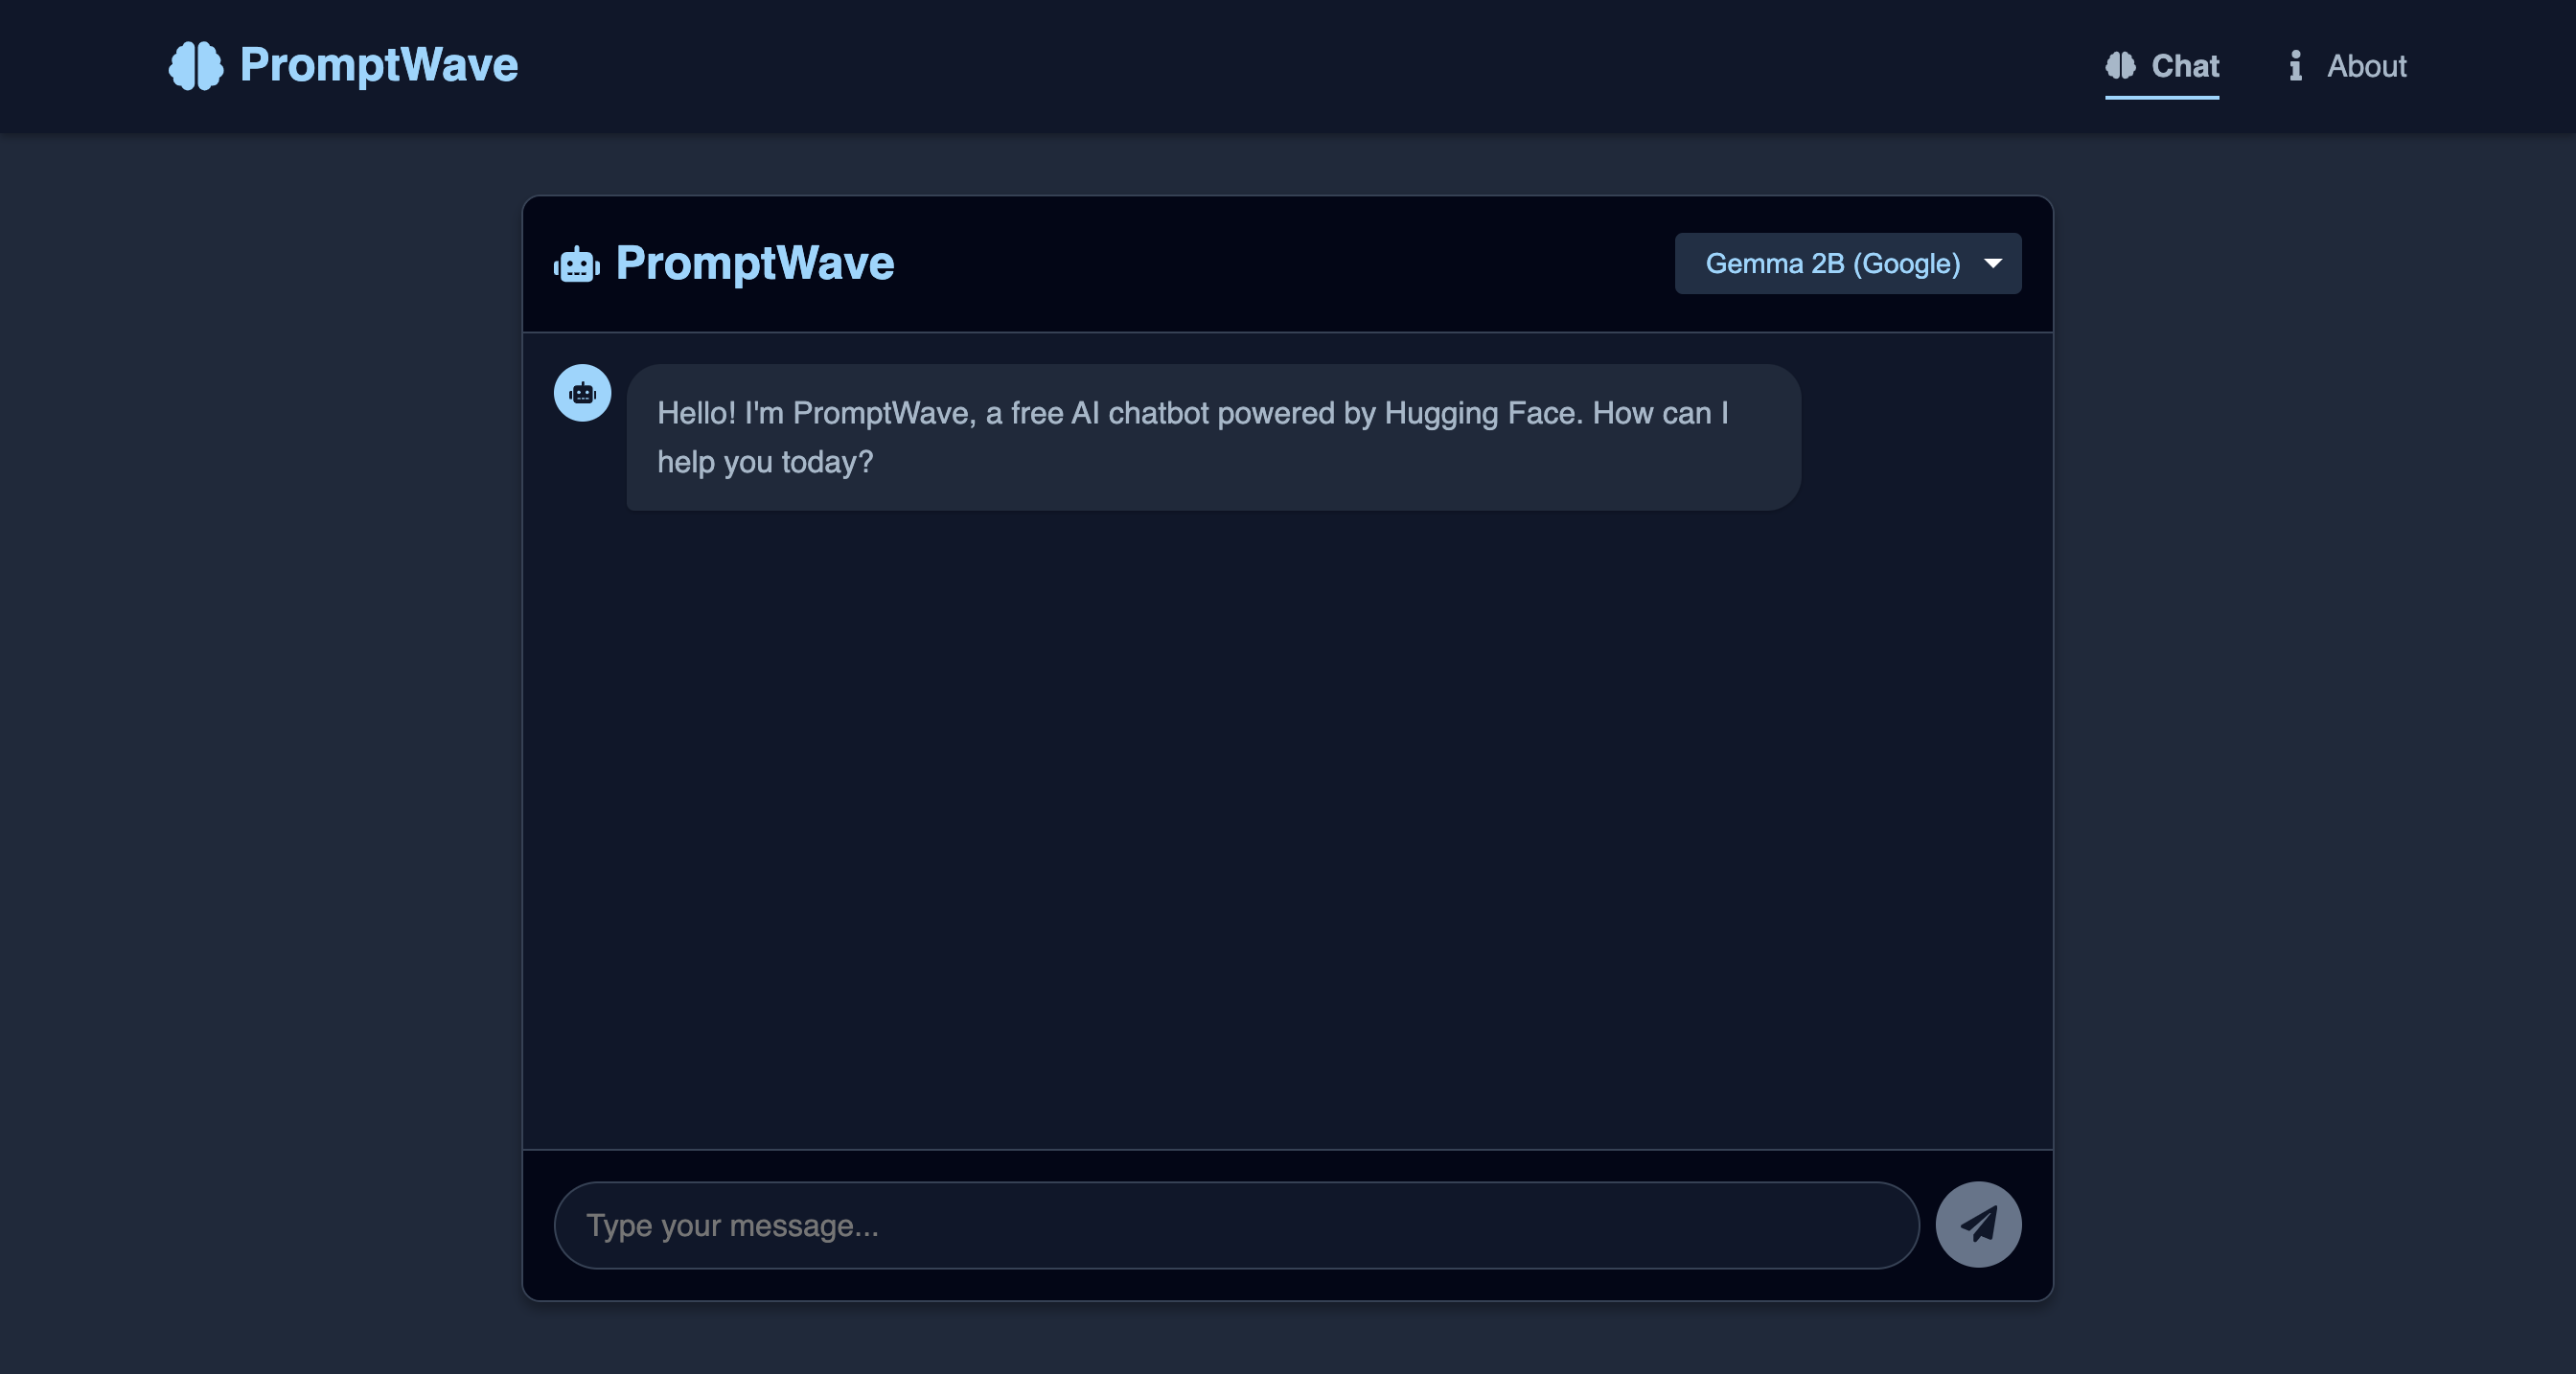 PromptWave
Chat
About
PromptWave
Gemma 2B (Google)
Hello! I'm PromptWave, a free AI chatbot powered by Hugging Face. How can I
help you today?
Type your message...